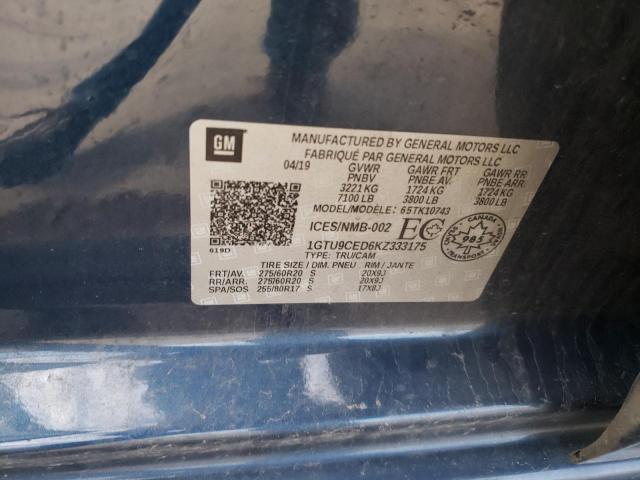 GM
MANUFACTURED BY GENERAL MOTORS LLC
FABRIQUÉ PAR GENERAL MOTORS LLC
04/19 GVWR GAWR FRT GAWR RR
PNBV PNBE AV. PNBE ARR.
3221 KG 1724 KG 1724 KG
7100 LB 3800 LB 3800 LB
MODEL/MODÈLE: 65TK10743
ICES/NMB-002 EC
CANADA
985
TRANSPORT
619D
1GTU9CED6KZ333175
TYPE: TRU/CAM
TIRE SIZE / DIM. PNEU RIM / JANTE
FRT/AV. 275/60R20 S 20X9J
RR/ARR. 275/60R20 S 20X9J
SPA/SOS 255/80R17 S 17X8J